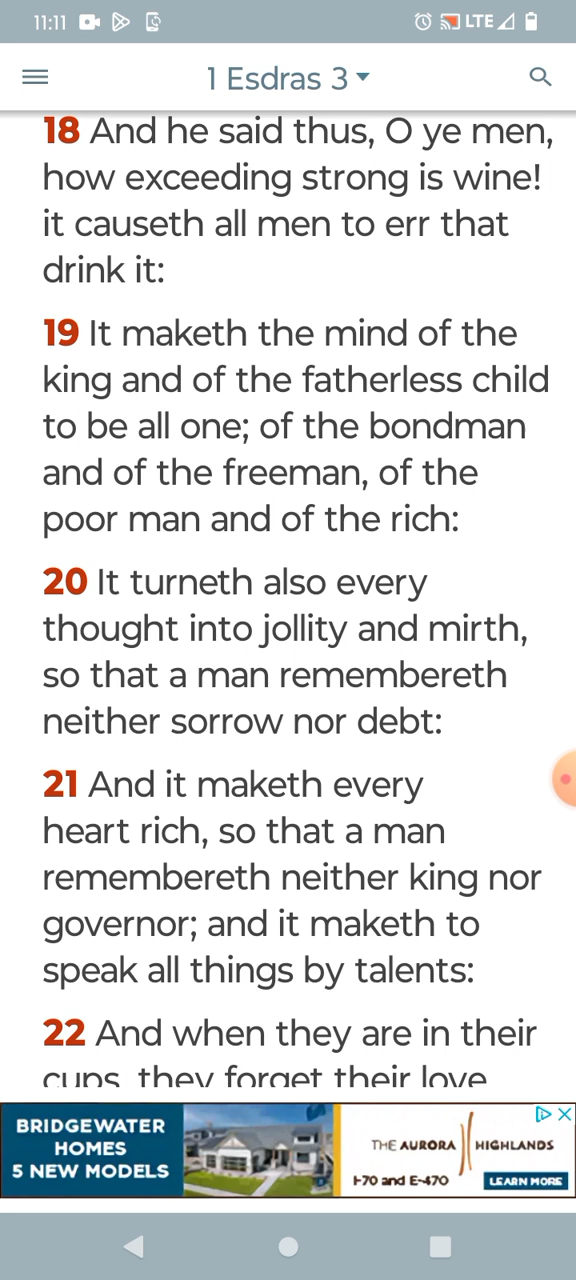 11:11
LTE
1 Esdras 3
18 And he said thus, O ye men,
how exceeding strong is wine!
it causeth all men to err that
drink it:
19 It maketh the mind of the
king and of the fatherless child
to be all one; of the bondman
and of the freeman, of the
poor man and of the rich:
20 It turneth also every
thought into jollity and mirth,
so that a man remembereth
neither sorrow nor debt:
21 And it maketh every
heart rich, so that a man
remembereth neither king nor
governor; and it maketh to
speak all things by talents:
22 And when they are in their
cups, they forget their love
BRIDGEWATER
HOMES
5 NEW MODELS
THE AURORA HIGHLANDS
I-70 and E-470
LEARN MORE